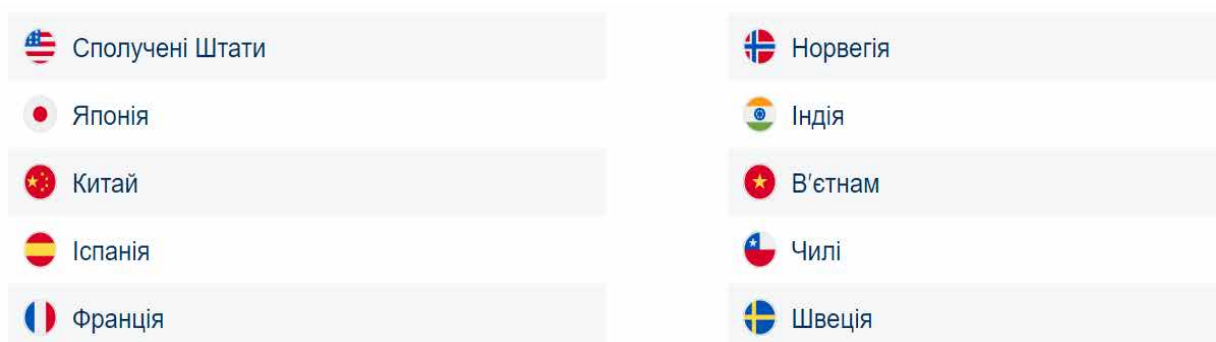 Сполучені Штати
Японія
Китай
Іспанія
Франція
Норвегія
Індія
В'єтнам
Чилі
Швеція